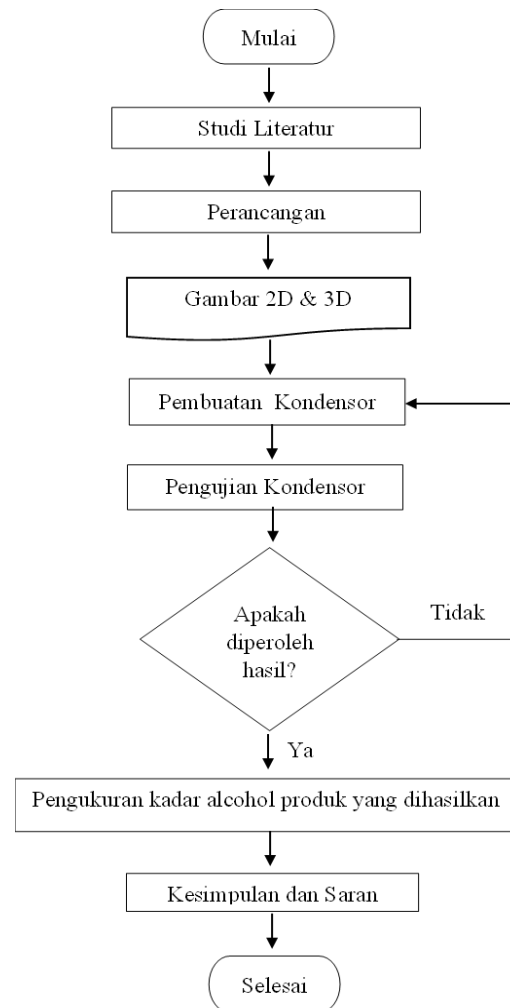 Mulai
Studi Literatur
Perancangan
Gambar 2D & 3D
Pembuatan Kondensor
Pengujian Kondensor
Apakah
diperoleh
hasil?
Tidak
Ya
Pengukuran kadar alcohol produk yang dihasilkan
Kesimpulan dan Saran
Selesai